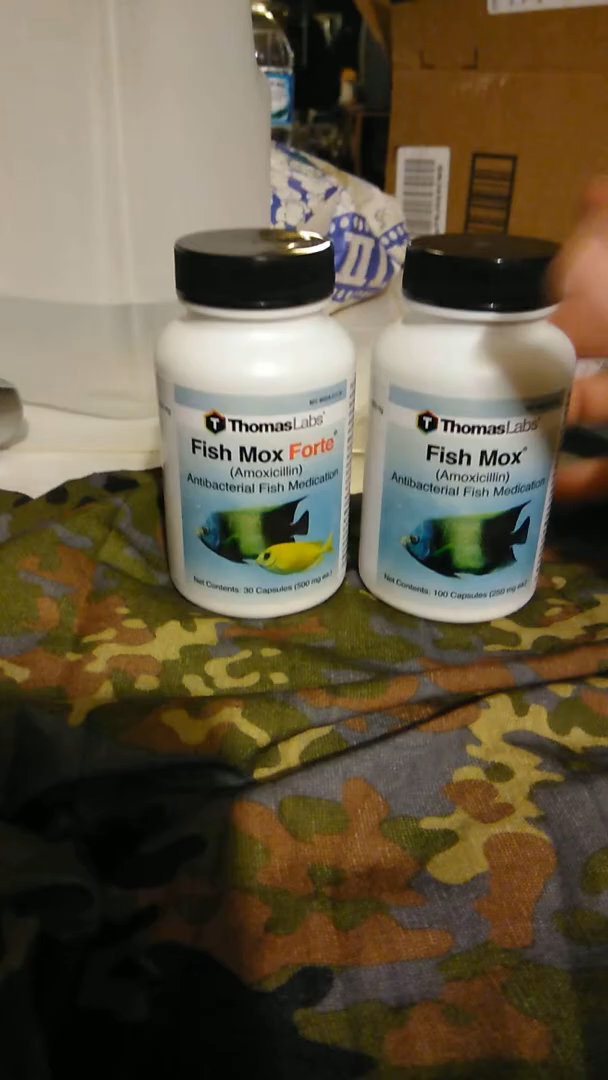 ThomasLabs®
Fish Mox Forte®
(Amoxicillin)
Antibacterial Fish Medication
Net Contents: 30 Capsules (500 mg ea.)
ThomasLabs®
Fish Mox®
(Amoxicillin)
Antibacterial Fish Medication
Net Contents: 100 Capsules (250 mg ea.)